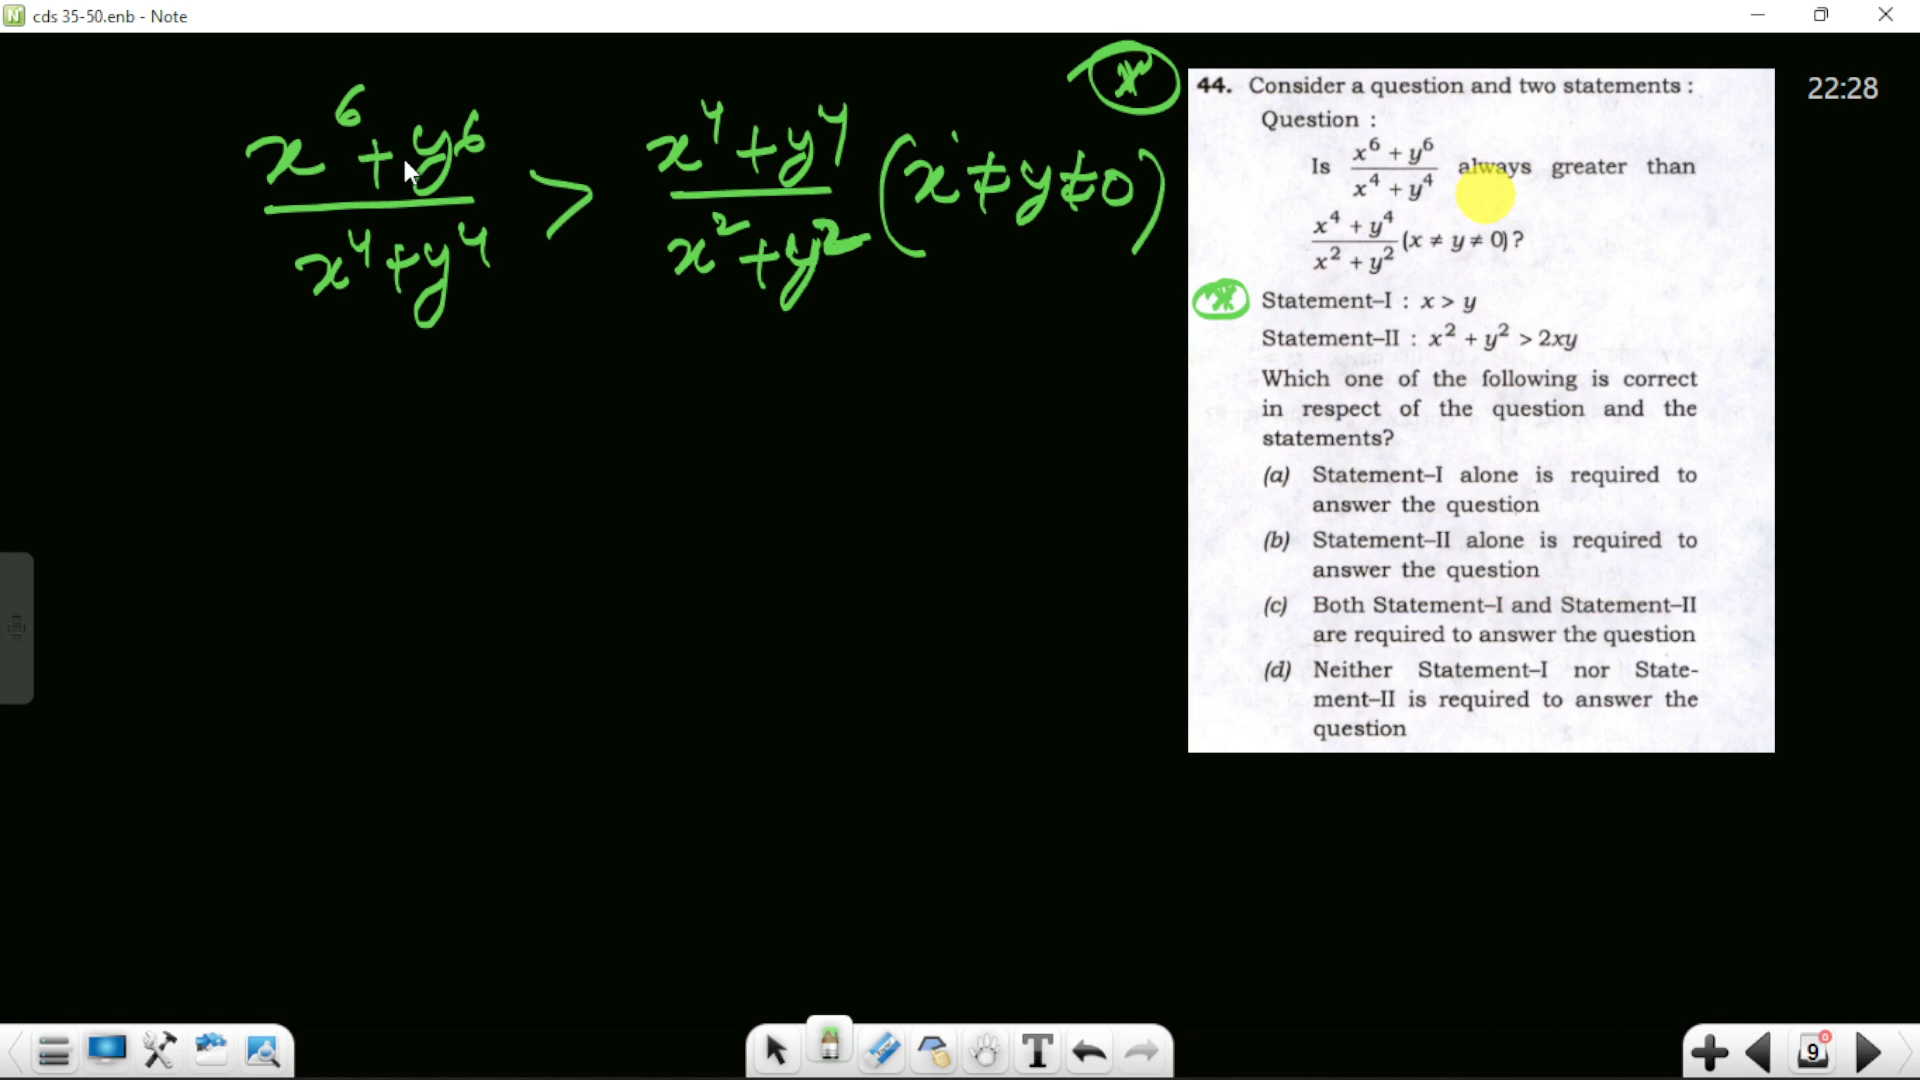 cds 35-50.enb - Note
x⁶ + y⁶ / x⁴ + y⁴ > x⁴ + y⁴ / x² + y² (x ≠ y ≠ 0)
22:28
44. Consider a question and two statements :
Question :
Is x⁶ + y⁶ / x⁴ + y⁴ always greater than
x⁴ + y⁴ / x² + y² (x ≠ y ≠ 0) ?
Statement–I : x > y
Statement–II : x² + y² > 2xy
Which one of the following is correct
in respect of the question and the
statements?
(a) Statement–I alone is required to
answer the question
(b) Statement–II alone is required to
answer the question
(c) Both Statement–I and Statement–II
are required to answer the question
(d) Neither Statement–I nor State-
ment–II is required to answer the
question
T
9
0